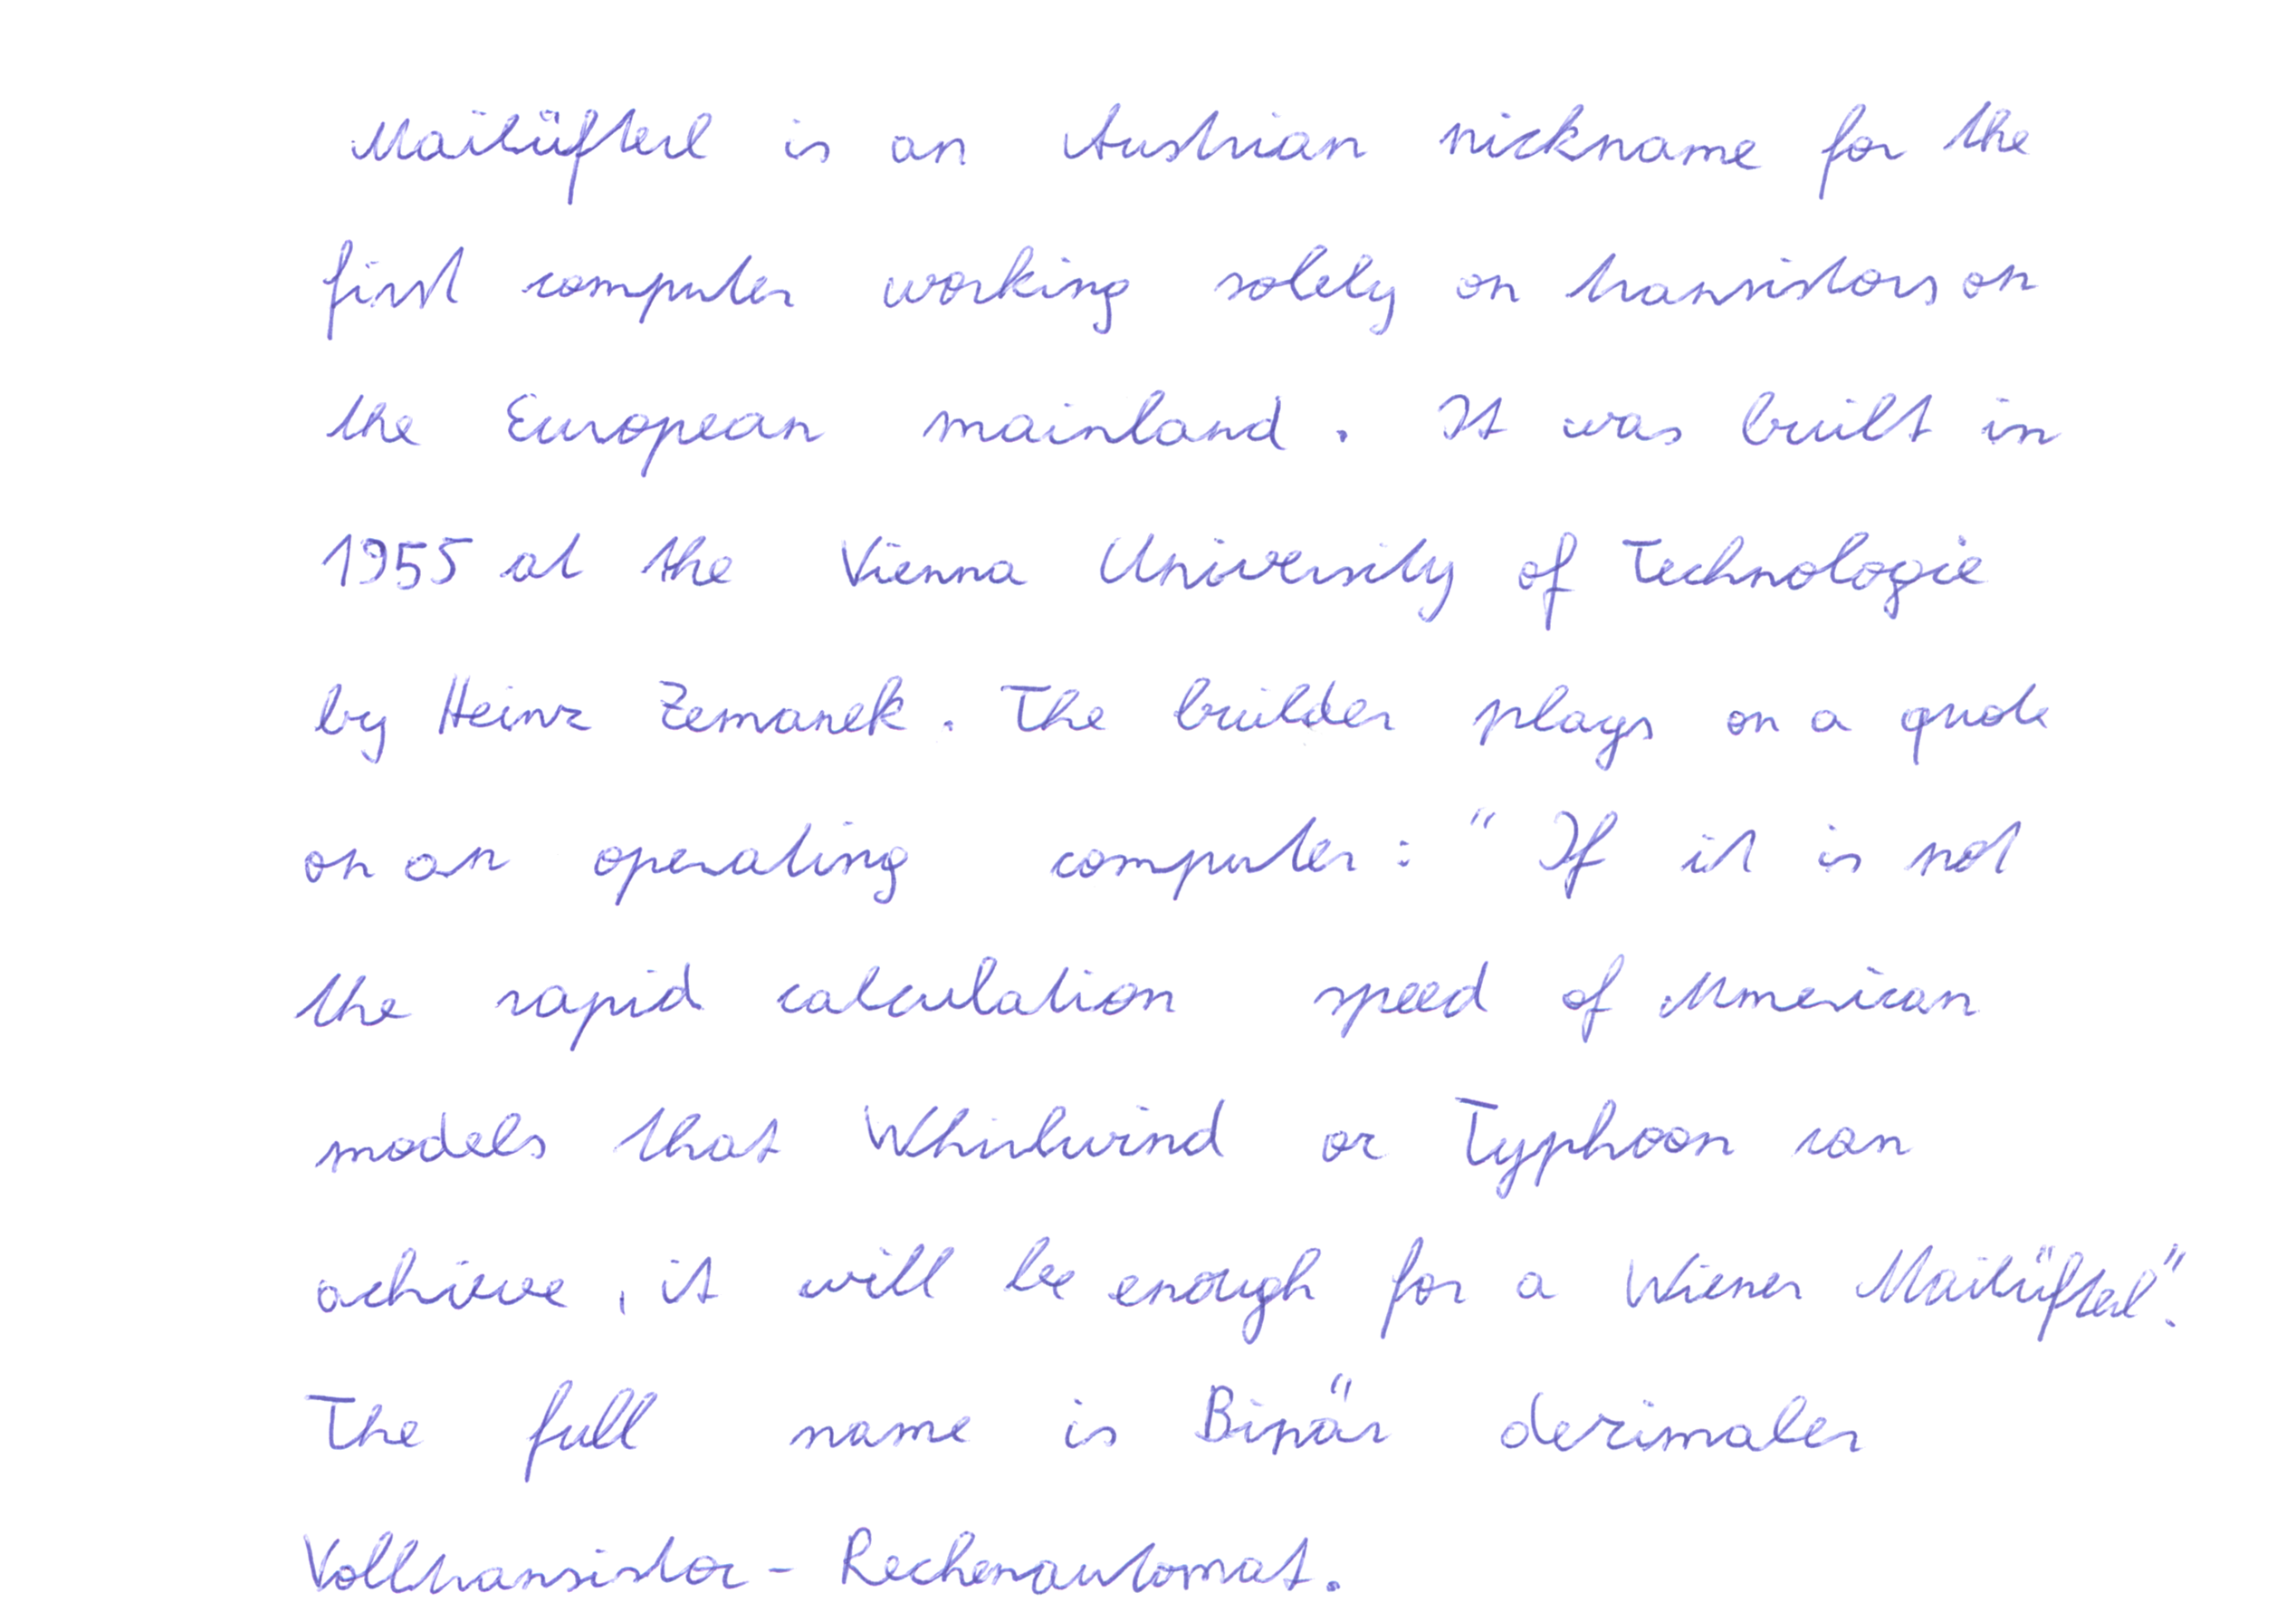 Mailüfterl is an Austrian nickname for the
first computer working solely on transistors on
the European mainland. It was built in
1955 at the Vienna University of Technologie
by Heinz Zemanek. The builder plays on a quote
on an operating computer: "If it is not
the rapid calculation speed of American
models that Whirlwind or Typhoon can
achieve, it will be enough for a Wiener Mailüfterl".
The full name is Binär dezimaler
Volltransistor-Rechenautomat.